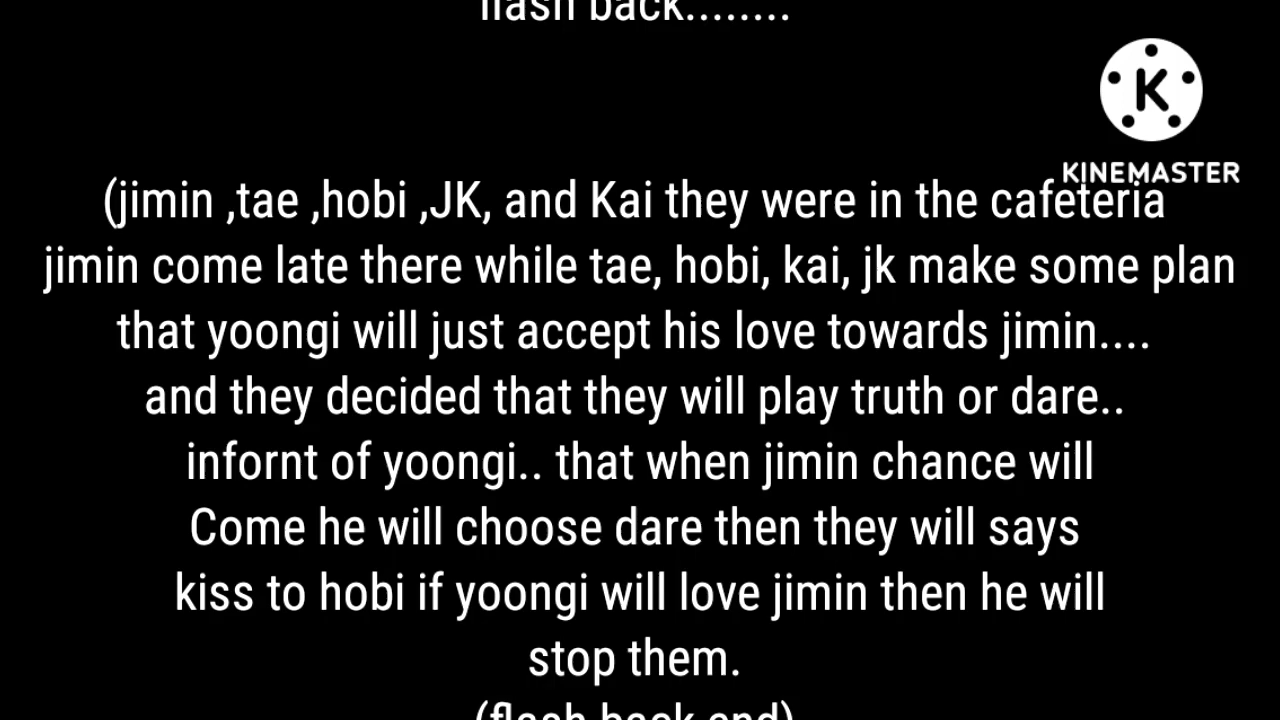 flash back........
K
KINEMASTER
(jimin ,tae ,hobi ,JK, and Kai they were in the cafeteria
jimin come late there while tae, hobi, kai, jk make some plan
that yoongi will just accept his love towards jimin....
and they decided that they will play truth or dare..
infornt of yoongi.. that when jimin chance will
Come he will choose dare then they will says
kiss to hobi if yoongi will love jimin then he will
stop them.
(flash back end)